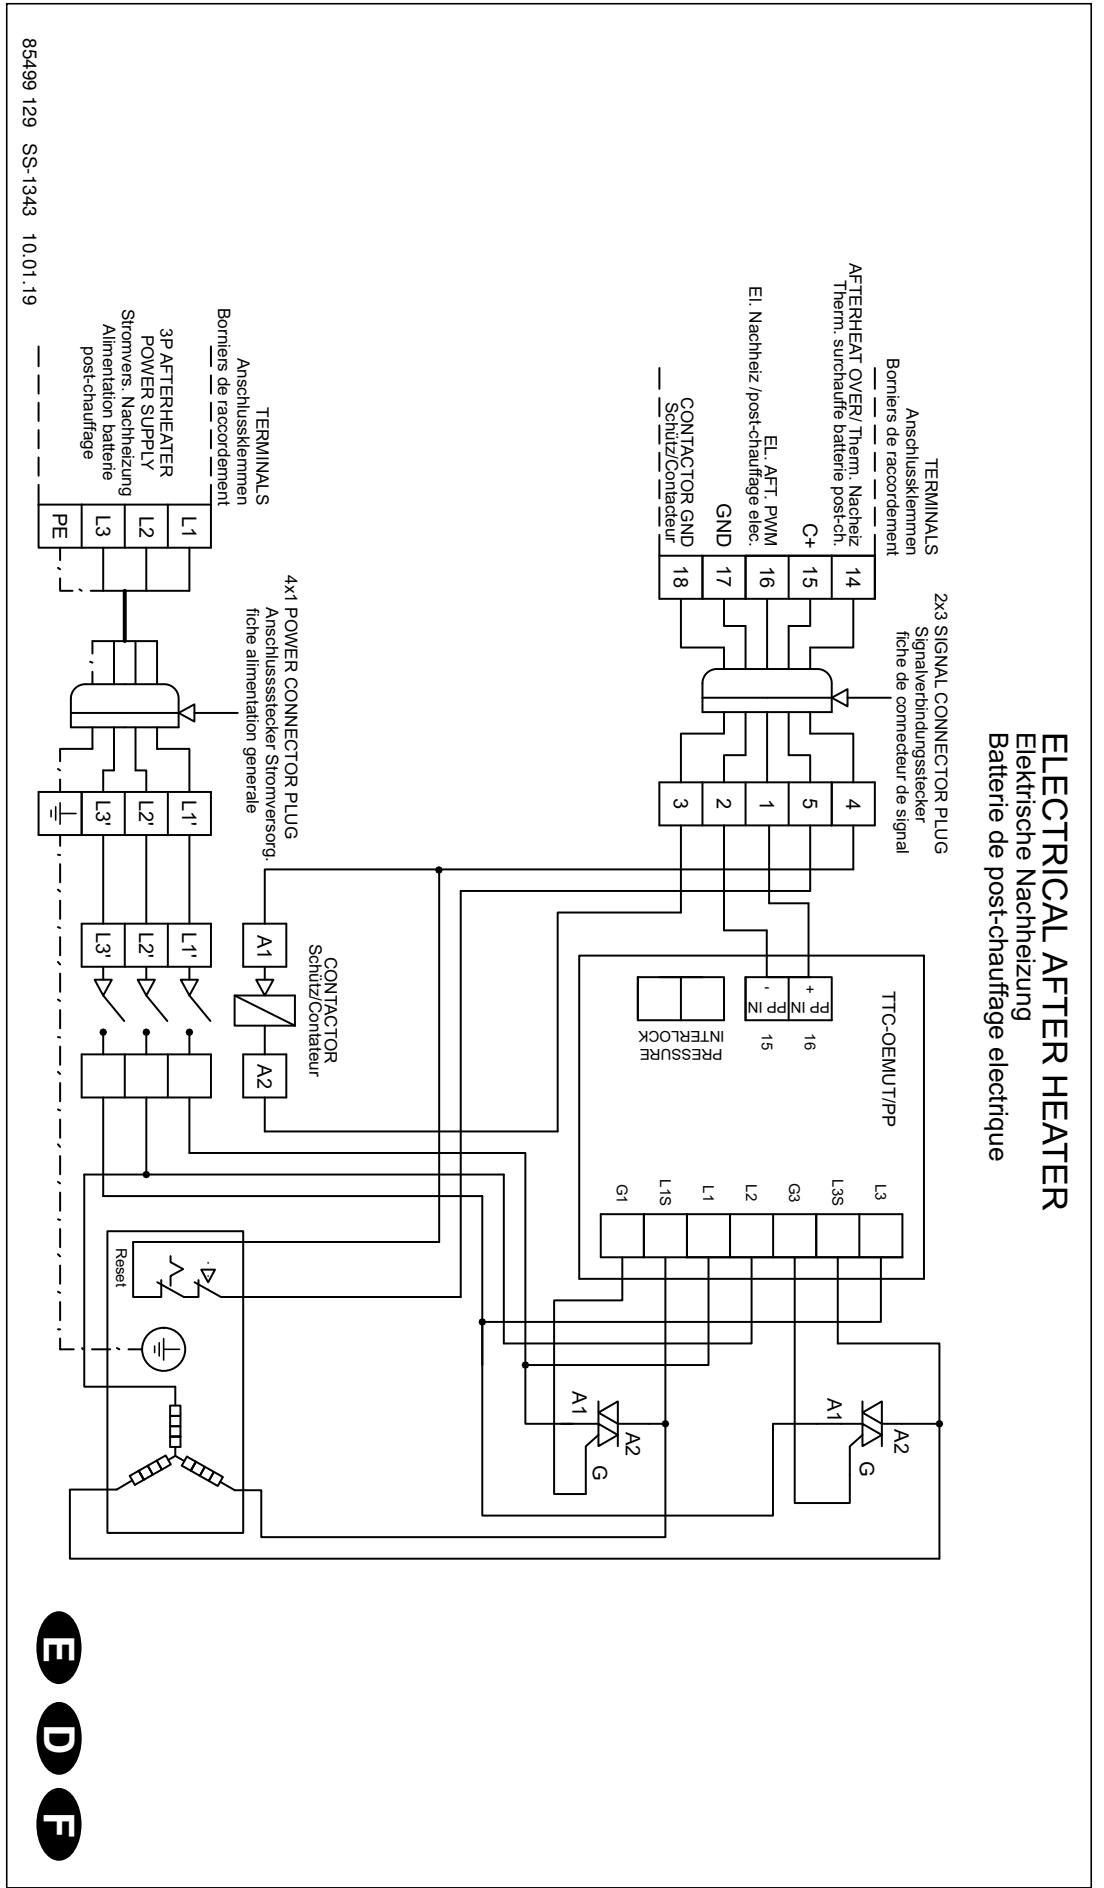 ELECTRICAL AFTER HEATER
Elektrische Nachheizung
Batterie de post-chauffage electrique
TERMINALS
Anschlussklemmen
Borniers de raccordement
2x3 SIGNAL CONNECTOR PLUG
Signalverbindungsstecker
fiche de connecteur de signal
AFTERHEAT OVER/ Therm. Nacheiz
Therm. surchauffe batterie post-ch.
C+
EL. AFT. PWM
El. Nachheiz /post-chauffage elec.
GND
CONTACTOR GND
Schütz/Contacteur
14
15
16
17
18
4
5
1
2
3
TTC-OEMUT/PP
+
PP IN
-
PP IN
16
15
PRESSURE
INTERLOCK
L3
L3S
G3
L2
L1
L1S
G1
A1
A2
G
A1
A2
G
CONTACTOR
Schütz/Contateur
A1
A2
TERMINALS
Anschlussklemmen
Borniers de raccordement
3P AFTERHEATER
POWER SUPPLY
Stromvers. Nachheizung
Alimentation batterie
post-chauffage
L1
L2
L3
PE
4x1 POWER CONNECTOR PLUG
Anschlussstecker Stromversorg.
fiche alimentation generale
L1'
L2'
L3'
L1'
L2'
L3'
Reset
85499 129 SS-1343 10.01.19
E D F